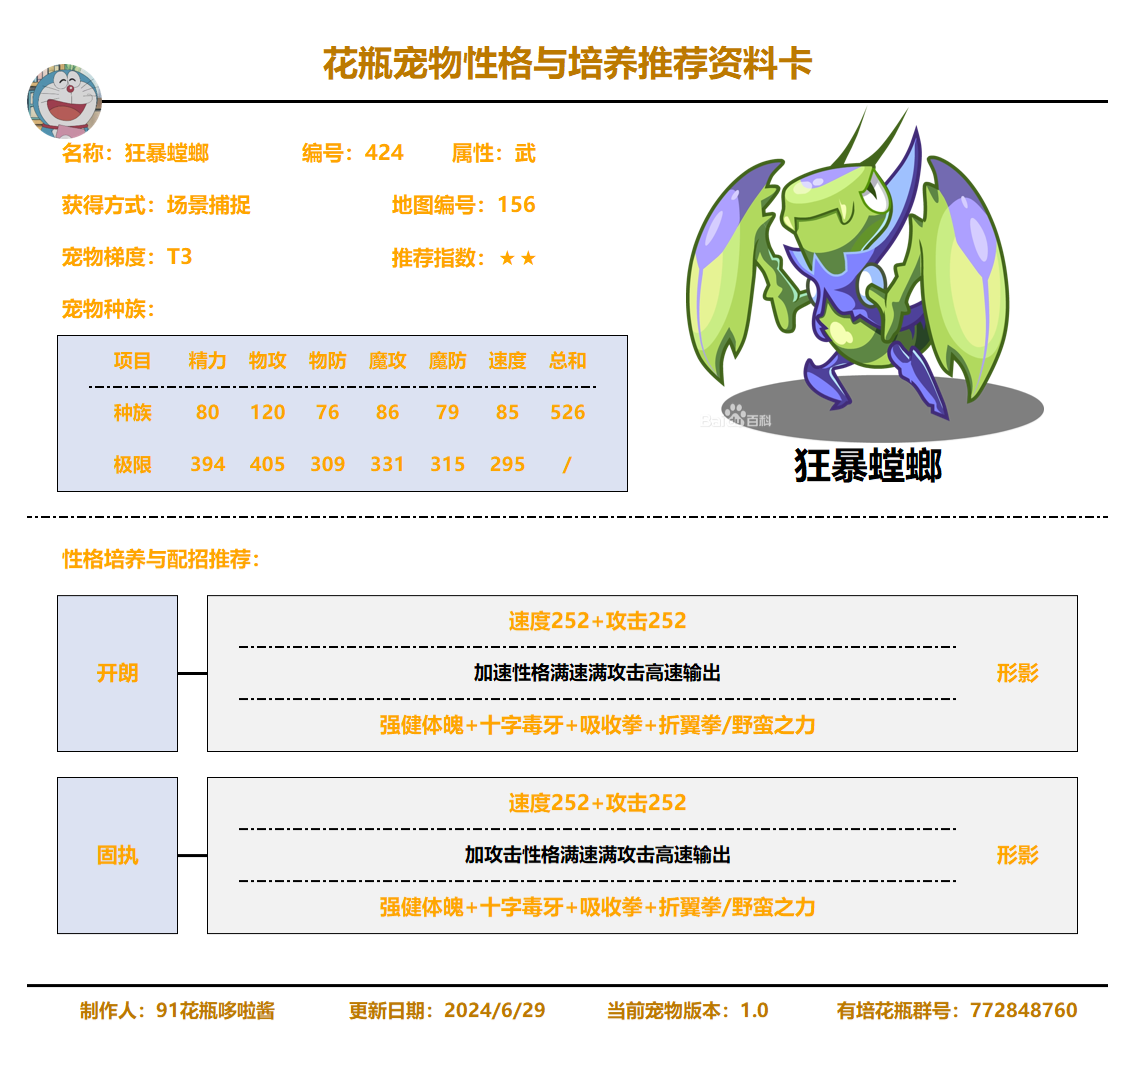 花瓶宠物性格与培养推荐资料卡
名称：狂暴螳螂 编号：424 属性：武
获得方式：场景捕捉 地图编号：156
宠物梯度：T3 推荐指数：★★
宠物种族：
项目 精力 物攻 物防 魔攻 魔防 速度 总和
种族 80 120 76 86 79 85 526
极限 394 405 309 331 315 295 /
Bai百科
狂暴螳螂
性格培养与配招推荐：
速度252+攻击252
开朗 加速性格满速满攻击高速输出 形影
强健体魄+十字毒牙+吸收拳+折翼拳/野蛮之力
速度252+攻击252
固执 加攻击性格满速满攻击高速输出 形影
强健体魄+十字毒牙+吸收拳+折翼拳/野蛮之力
制作人：91花瓶哆啦酱 更新日期：2024/6/29 当前宠物版本：1.0 有培花瓶群号：772848760